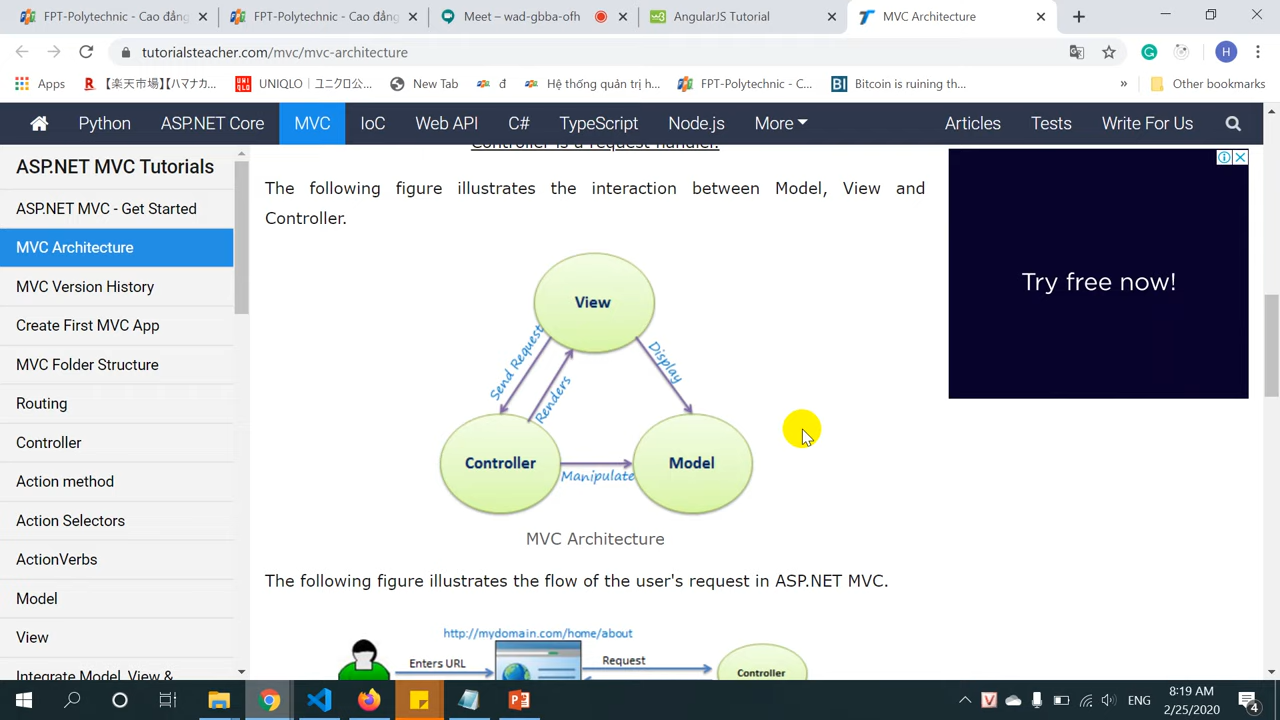 FPT-Polytechnic - Cao đẳng
FPT-Polytechnic - Cao đẳng
Meet – wad-gbba-ofh
AngularJS Tutorial
MVC Architecture
tutorialsteacher.com/mvc/mvc-architecture
H
Apps
【楽天市場】【ハマナカ...
UNIQLO｜ユニクロ公...
New Tab
đ
Hệ thống quản trị h...
FPT-Polytechnic - C...
BI
Bitcoin is ruining th...
»
Other bookmarks
Python
ASP.NET Core
MVC
IoC
Web API
C#
TypeScript
Node.js
More
Articles
Tests
Write For Us
ASP.NET MVC Tutorials
ASP.NET MVC - Get Started
MVC Architecture
MVC Version History
Create First MVC App
MVC Folder Structure
Routing
Controller
Action method
Action Selectors
ActionVerbs
Model
View
Integrate Model, View &
Controller is a request handler.
The following figure illustrates the interaction between Model, View and
Controller.
View
Send Request
Renders
Display
Controller
Manipulate
Model
MVC Architecture
The following figure illustrates the flow of the user's request in ASP.NET MVC.
http://mydomain.com/home/about
Enters URL
Request
Controller
Try free now!
ENG
8:19 AM
2/25/2020
4